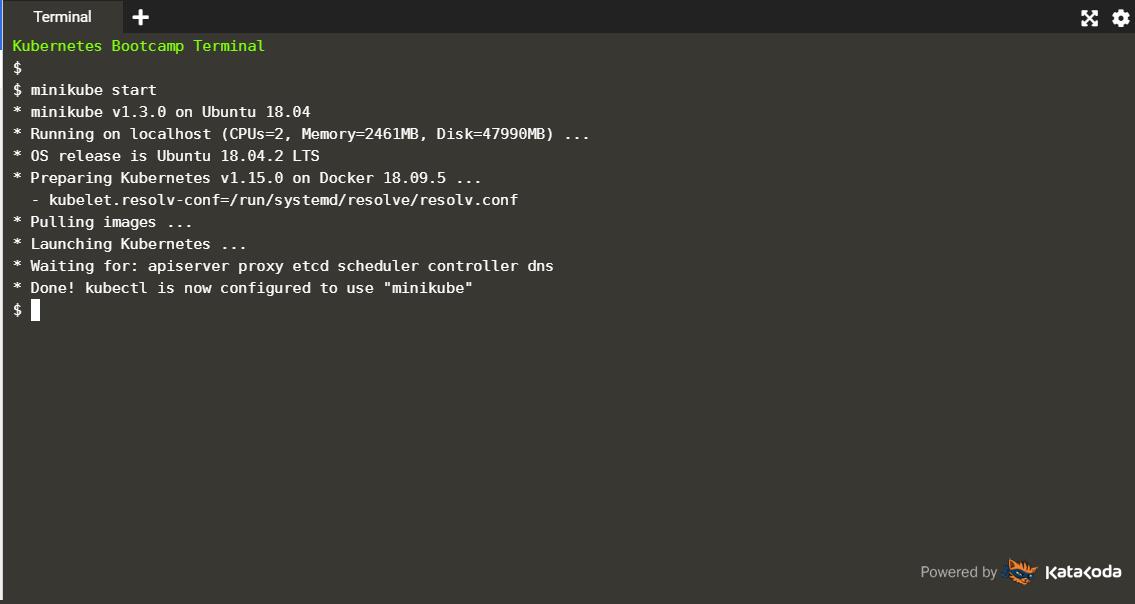 Terminal
Kubernetes Bootcamp Terminal
$
$ minikube start
* minikube v1.3.0 on Ubuntu 18.04
* Running on localhost (CPUs=2, Memory=2461MB, Disk=47990MB) ...
* OS release is Ubuntu 18.04.2 LTS
* Preparing Kubernetes v1.15.0 on Docker 18.09.5 ...
  - kubelet.resolv-conf=/run/systemd/resolve/resolv.conf
* Pulling images ...
* Launching Kubernetes ...
* Waiting for: apiserver proxy etcd scheduler controller dns
* Done! kubectl is now configured to use "minikube"
$
Powered by Katakoda